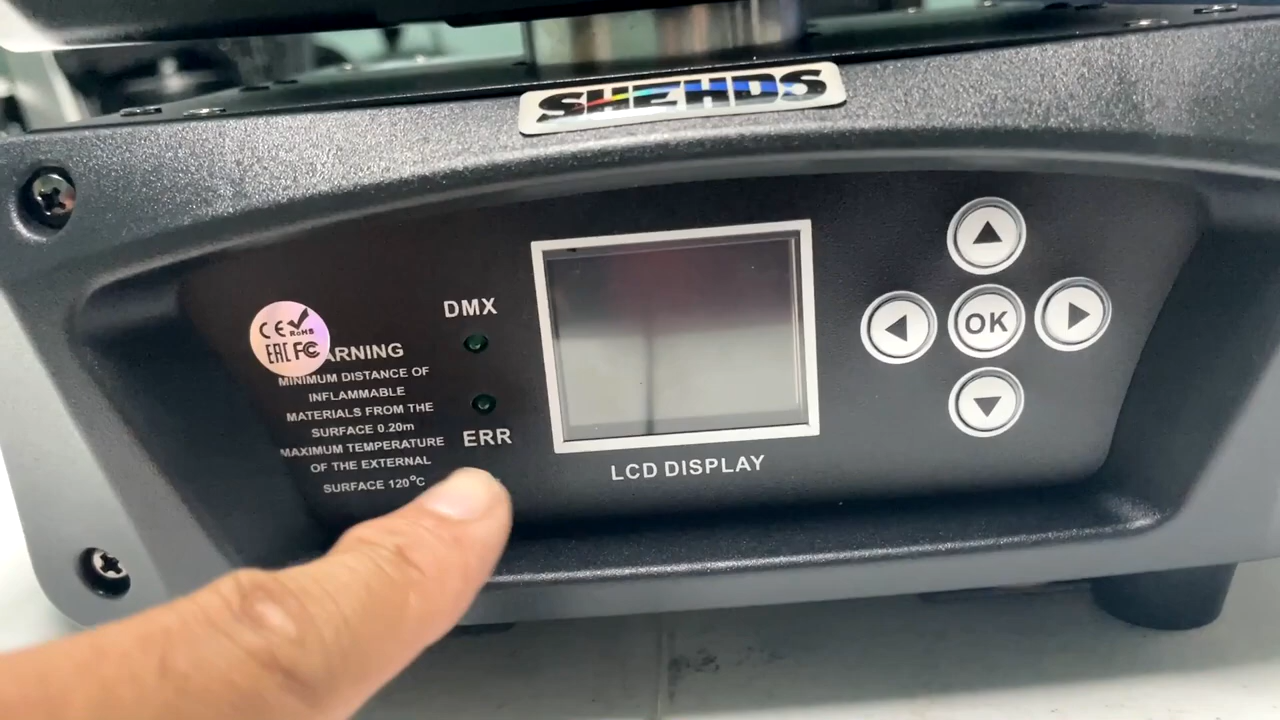 SHEHDS
CE RoHS
EAC FC
ARNING
MINIMUM DISTANCE OF
INFLAMMABLE
MATERIALS FROM THE
SURFACE 0.20m
MAXIMUM TEMPERATURE
OF THE EXTERNAL
SURFACE 120°C
DMX
ERR
LCD DISPLAY
OK